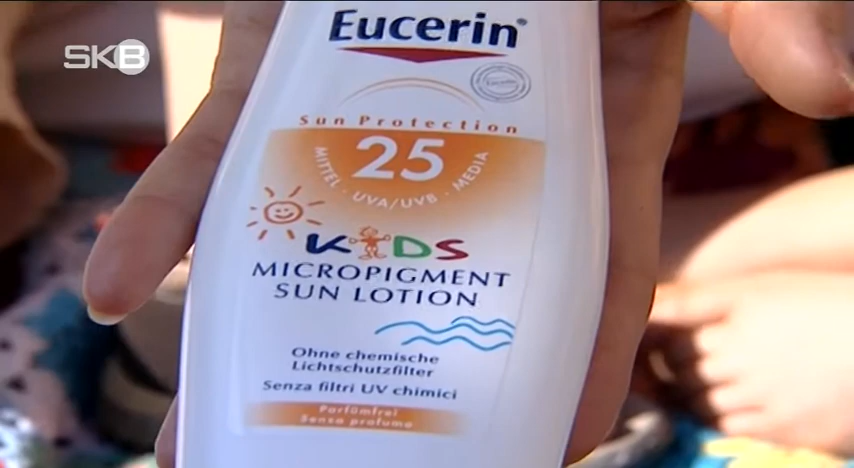 SKB
Eucerin®
Sun Protection
25
MITTEL · UVA/UVB · MEDIA
KIDS
MICROPIGMENT
SUN LOTION
Ohne chemische
Lichtschutzfilter
Senza filtri UV chimici
Parfümfrei
Senza profumo